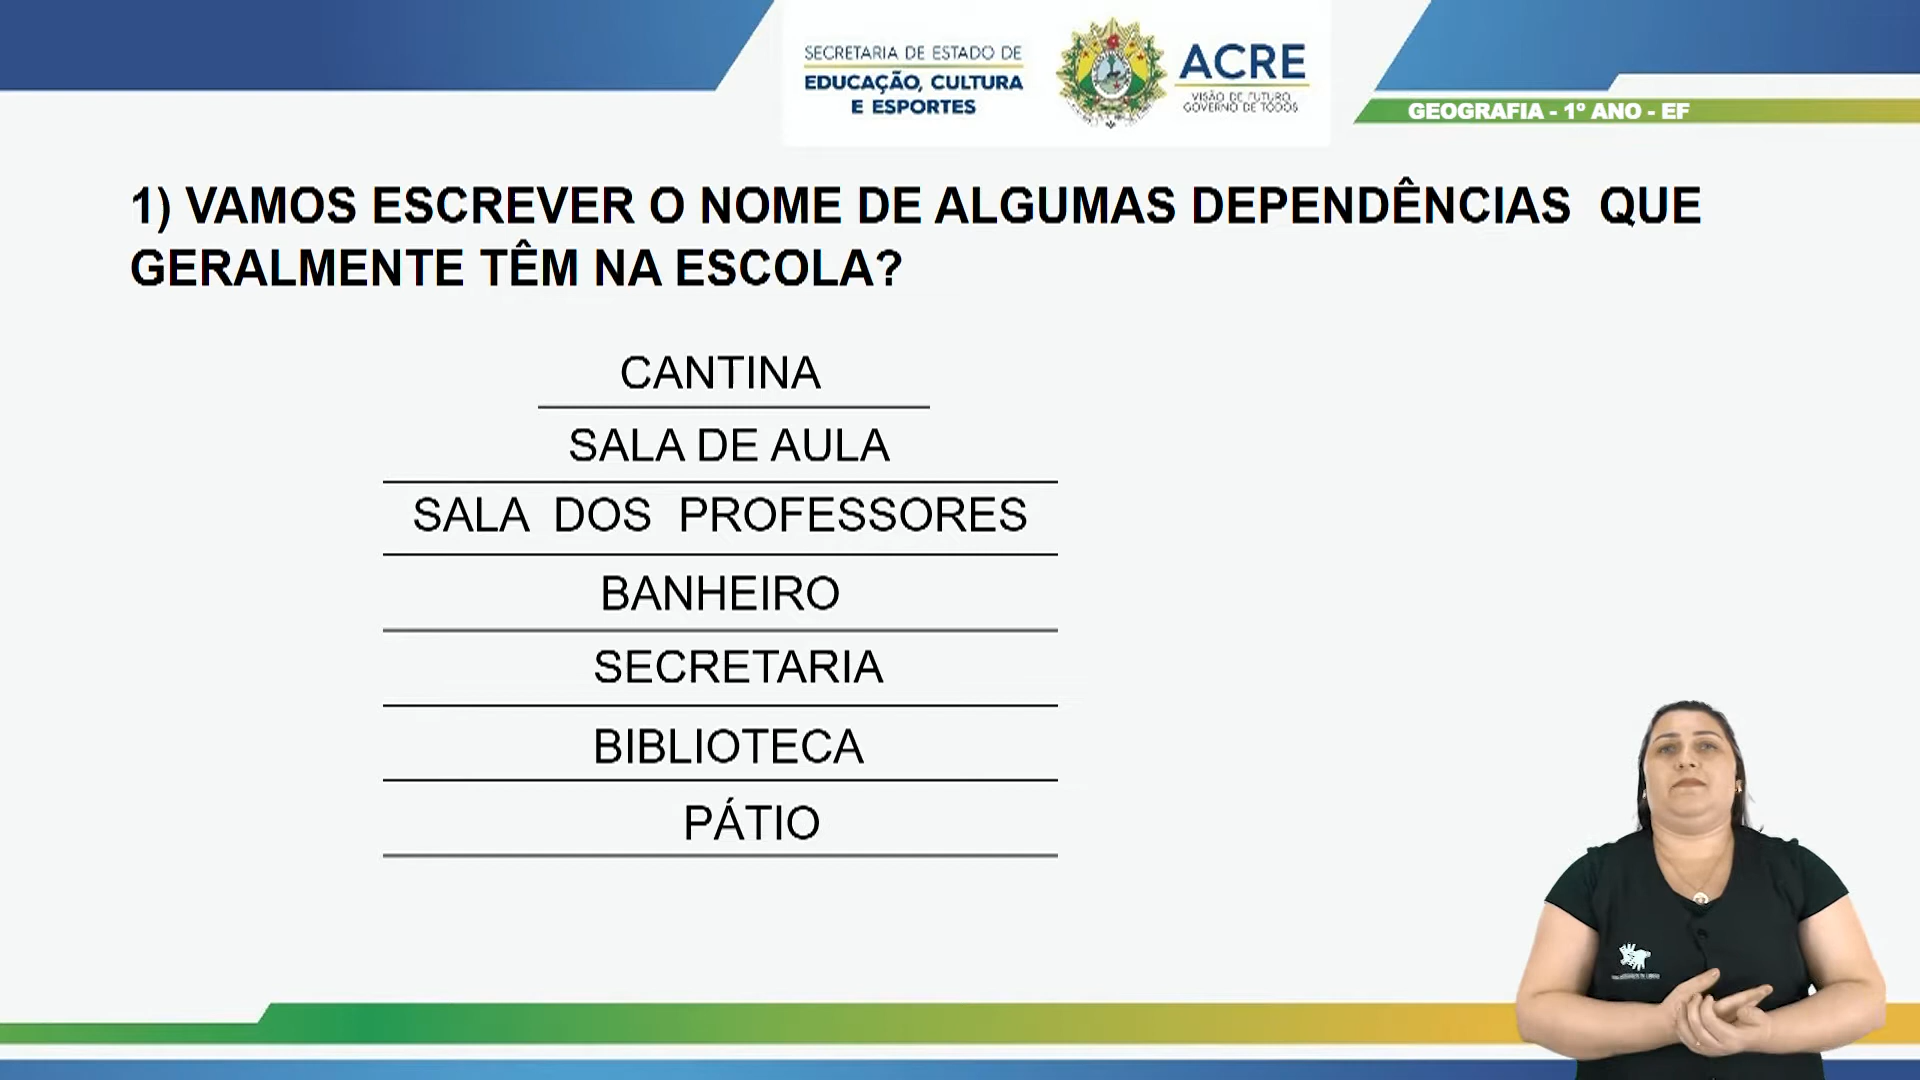 SECRETARIA DE ESTADO DE
EDUCAÇÃO, CULTURA
E ESPORTES
ACRE
VISÃO DE FUTURO,
GOVERNO DE TODOS
GEOGRAFIA - 1º ANO - EF
1) VAMOS ESCREVER O NOME DE ALGUMAS DEPENDÊNCIAS QUE
GERALMENTE TÊM NA ESCOLA?
CANTINA
SALA DE AULA
SALA DOS PROFESSORES
BANHEIRO
SECRETARIA
BIBLIOTECA
PÁTIO